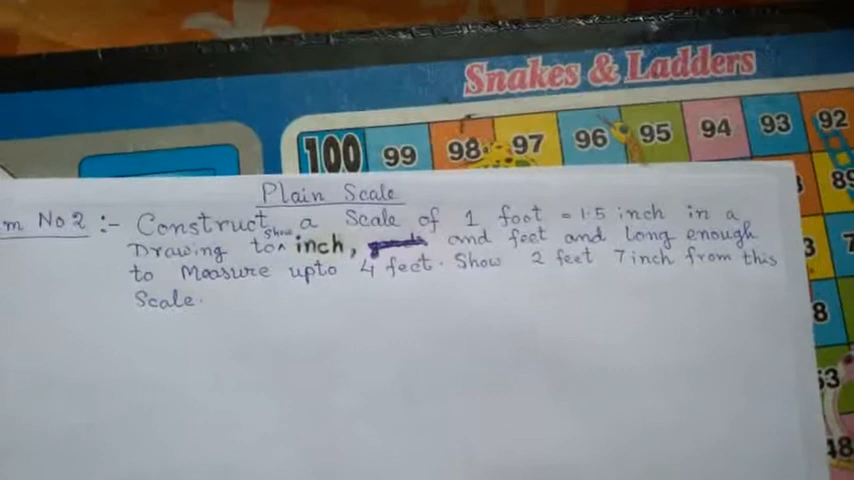 Snakes & Ladders
100 99 98 97 96 95 94 93 92
89
Plain Scale
m No 2 :- Construct a Scale of 1 foot = 1.5 inch in a
Drawing to show inch, and feet and Long enough
to Measure upto 4 feet. Show 2 feet 7 inch from this
Scale.